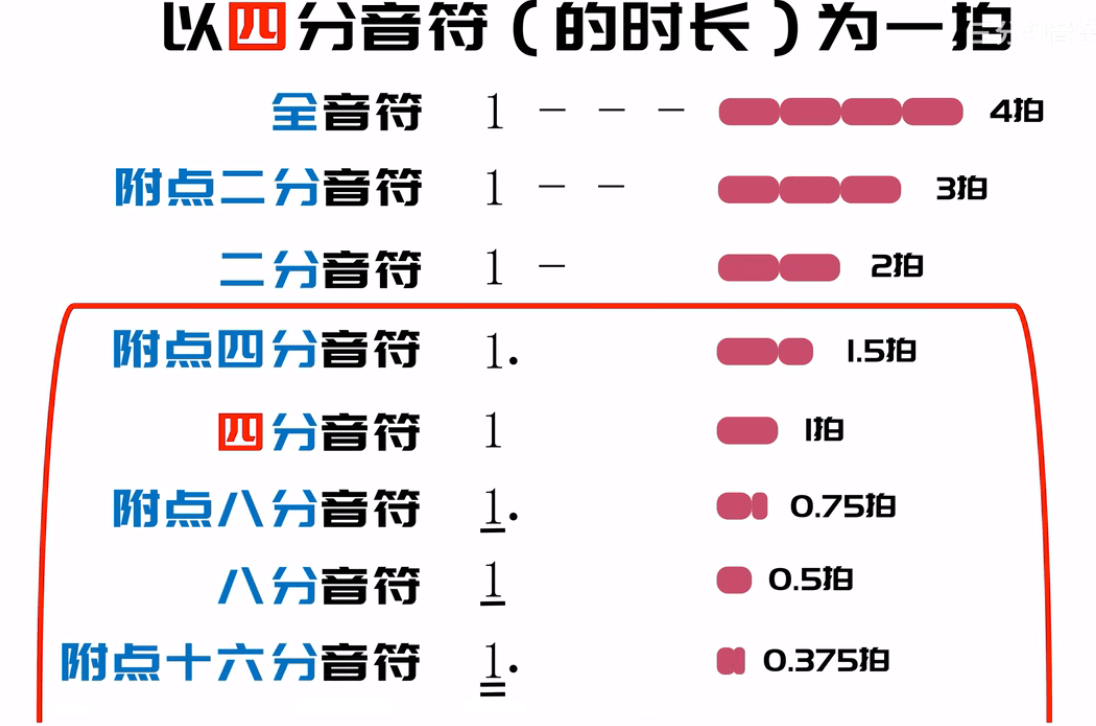 以四分音符（的时长）为一拍
全音符 1 - - - 4拍
附点二分音符 1 - - 3拍
二分音符 1 - 2拍
附点四分音符 1. 1.5拍
四分音符 1 1拍
附点八分音符 1. 0.75拍
八分音符 1 0.5拍
附点十六分音符 1. 0.375拍